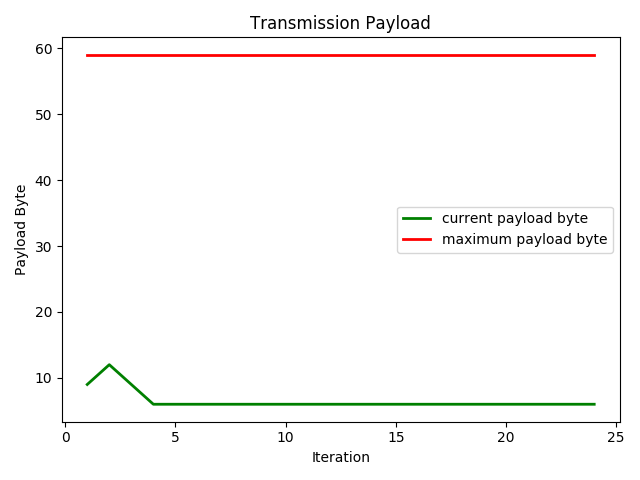 Transmission Payload
60
50
40
30
20
10
Payload Byte
current payload byte
maximum payload byte
0
5
10
15
20
25
Iteration